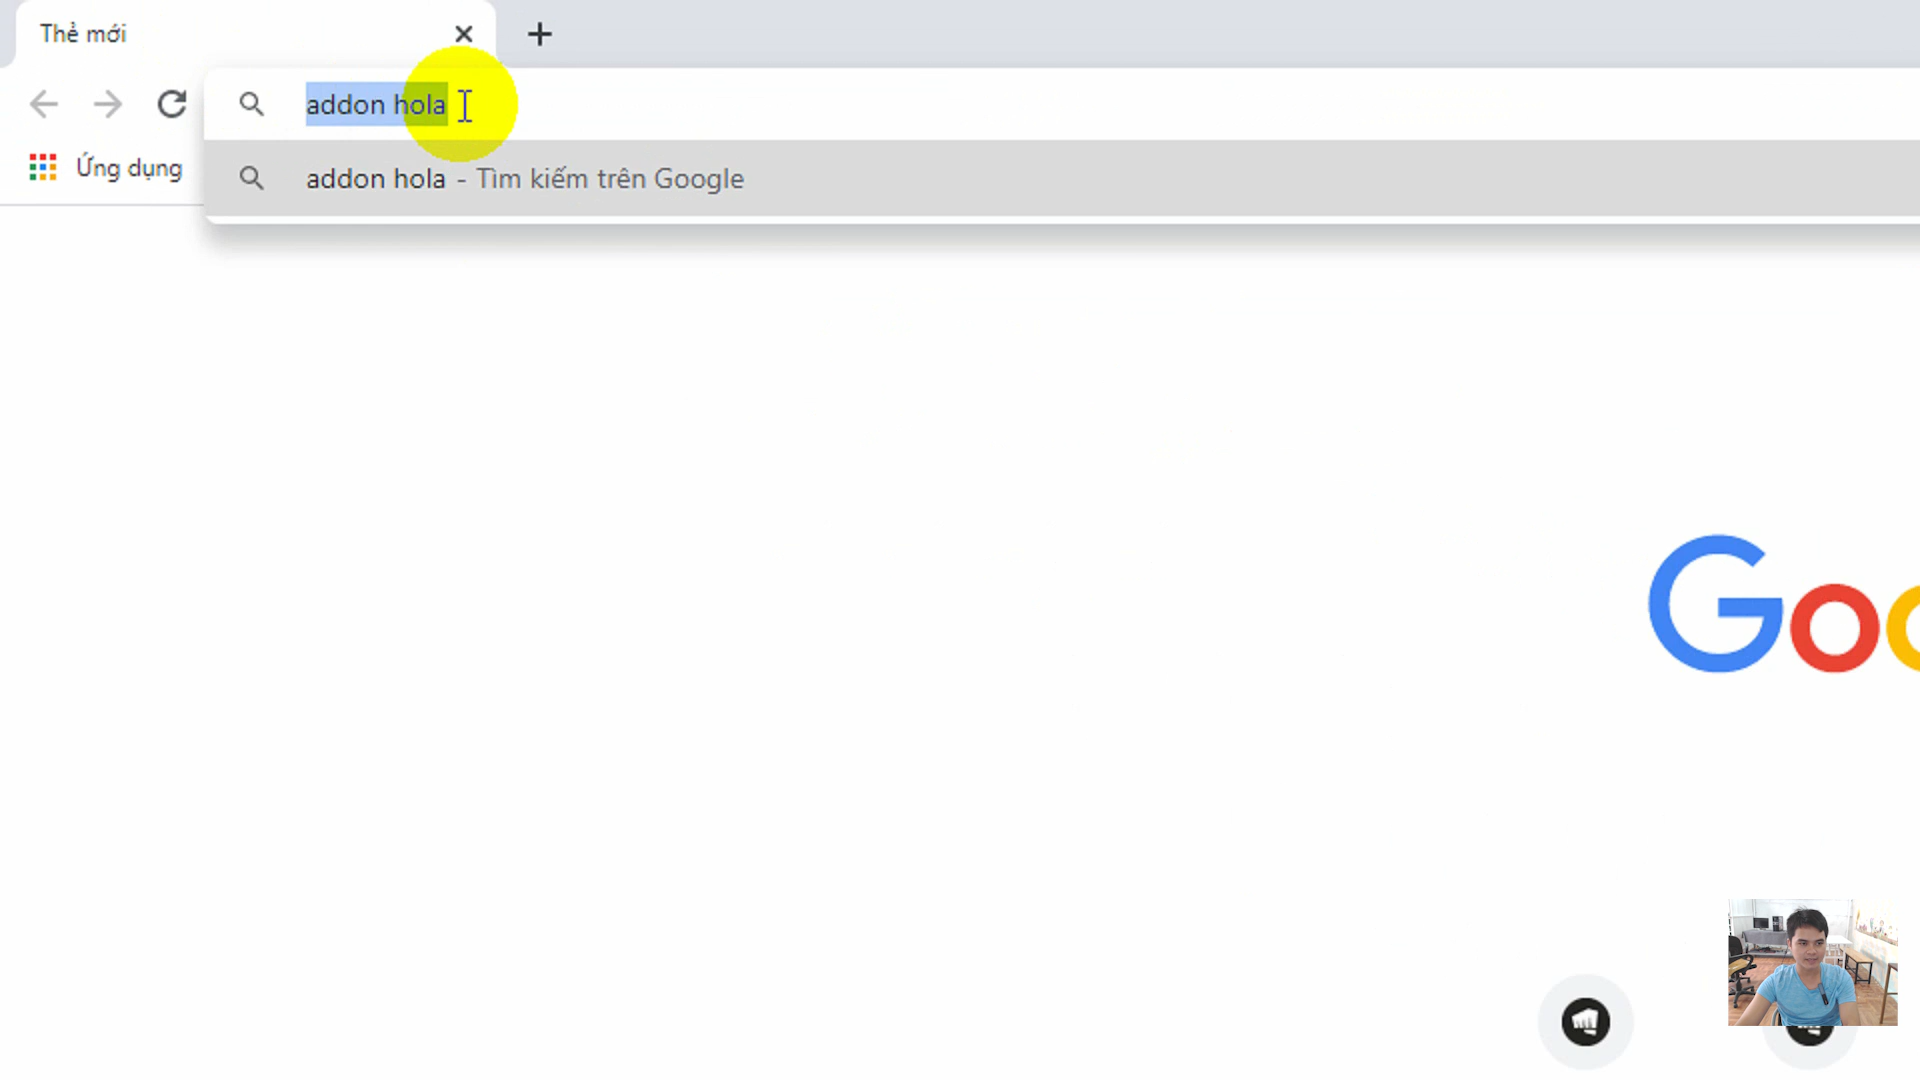 Thẻ mới
addon hola
Ứng dụng
addon hola - Tìm kiếm trên Google
Goo